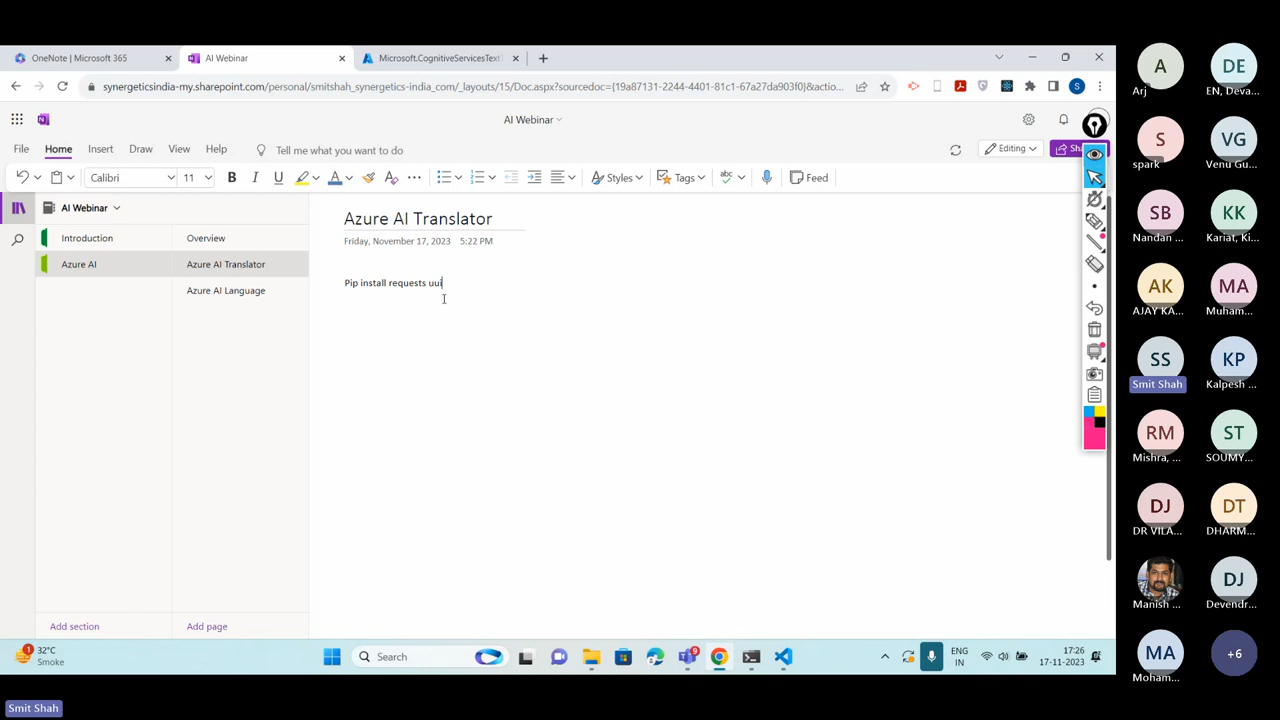 OneNote | Microsoft 365
AI Webinar
Microsoft.CognitiveServicesText
synergeticsindia-my.sharepoint.com/personal/smitshah_synergetics-india_com/_layouts/15/Doc.aspx?sourcedoc={19a87131-2244-4401-81c1-67a27da903f0}&actio...
S
AI Webinar
File
Home
Insert
Draw
View
Help
Tell me what you want to do
Editing
Sha
Calibri
11
B
I
U
A
Styles
Tags
abc
Feed
AI Webinar
Introduction
Azure AI
Add section
Overview
Azure AI Translator
Azure AI Language
Add page
Azure AI Translator
Friday, November 17, 2023 5:22 PM
Pip install requests uui
1
32°C
Smoke
Search
9
ENG
IN
17:26
17-11-2023
Smit Shah
A
Arj
DE
EN, Deva...
S
spark
VG
Venu Gu...
SB
Nandan ...
KK
Kariat, Ki...
AK
AJAY KA...
MA
Muham...
SS
Smit Shah
KP
Kalpesh ...
RM
Mishra, ...
ST
SOUMY...
DJ
DR VILA...
DT
DHARM...
Manish ...
DJ
Devendr...
MA
Moham...
+6